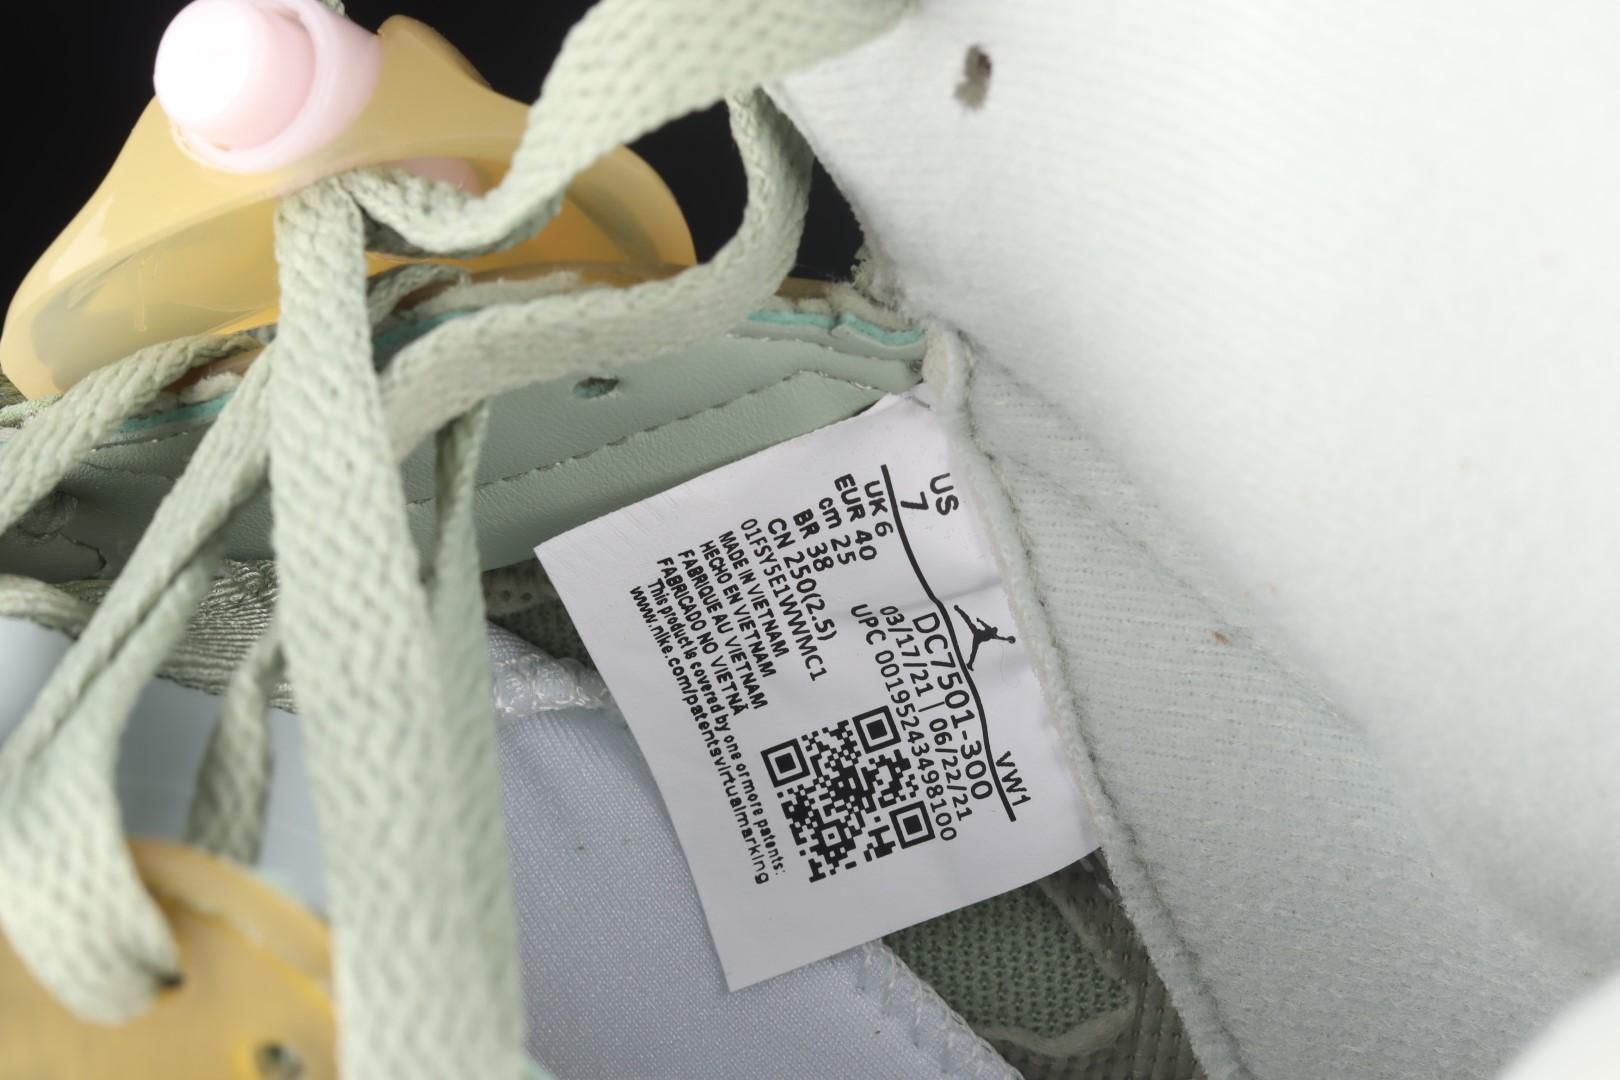 US
7
UK 6
EUR 40
cm 25
BR 38
CN 250(2.5)
01FSY5E1WWMC1
MADE IN VIETNAM
HECHO EN VIETNAM
FABRIQUE AU VIETNAM
FABRICADO NO VIETNÃ
This product is covered by one or more patents:
www.nike.com/patentsvirtualmarking
VW1
DC7501-300
03/17/21 | 06/22/21
UPC 00195243498100